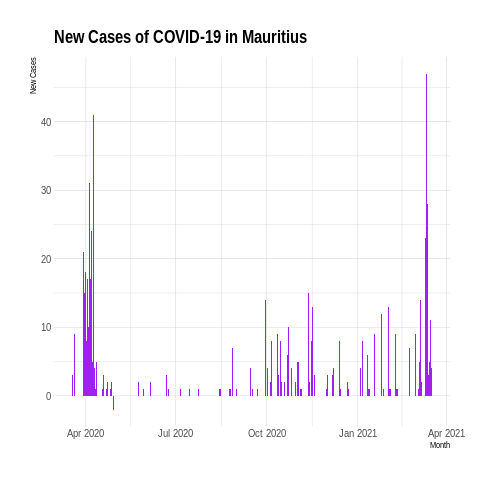 New Cases of COVID-19 in Mauritius
New Cases
40
30
20
10
0
Apr 2020
Jul 2020
Oct 2020
Jan 2021
Apr 2021
Month